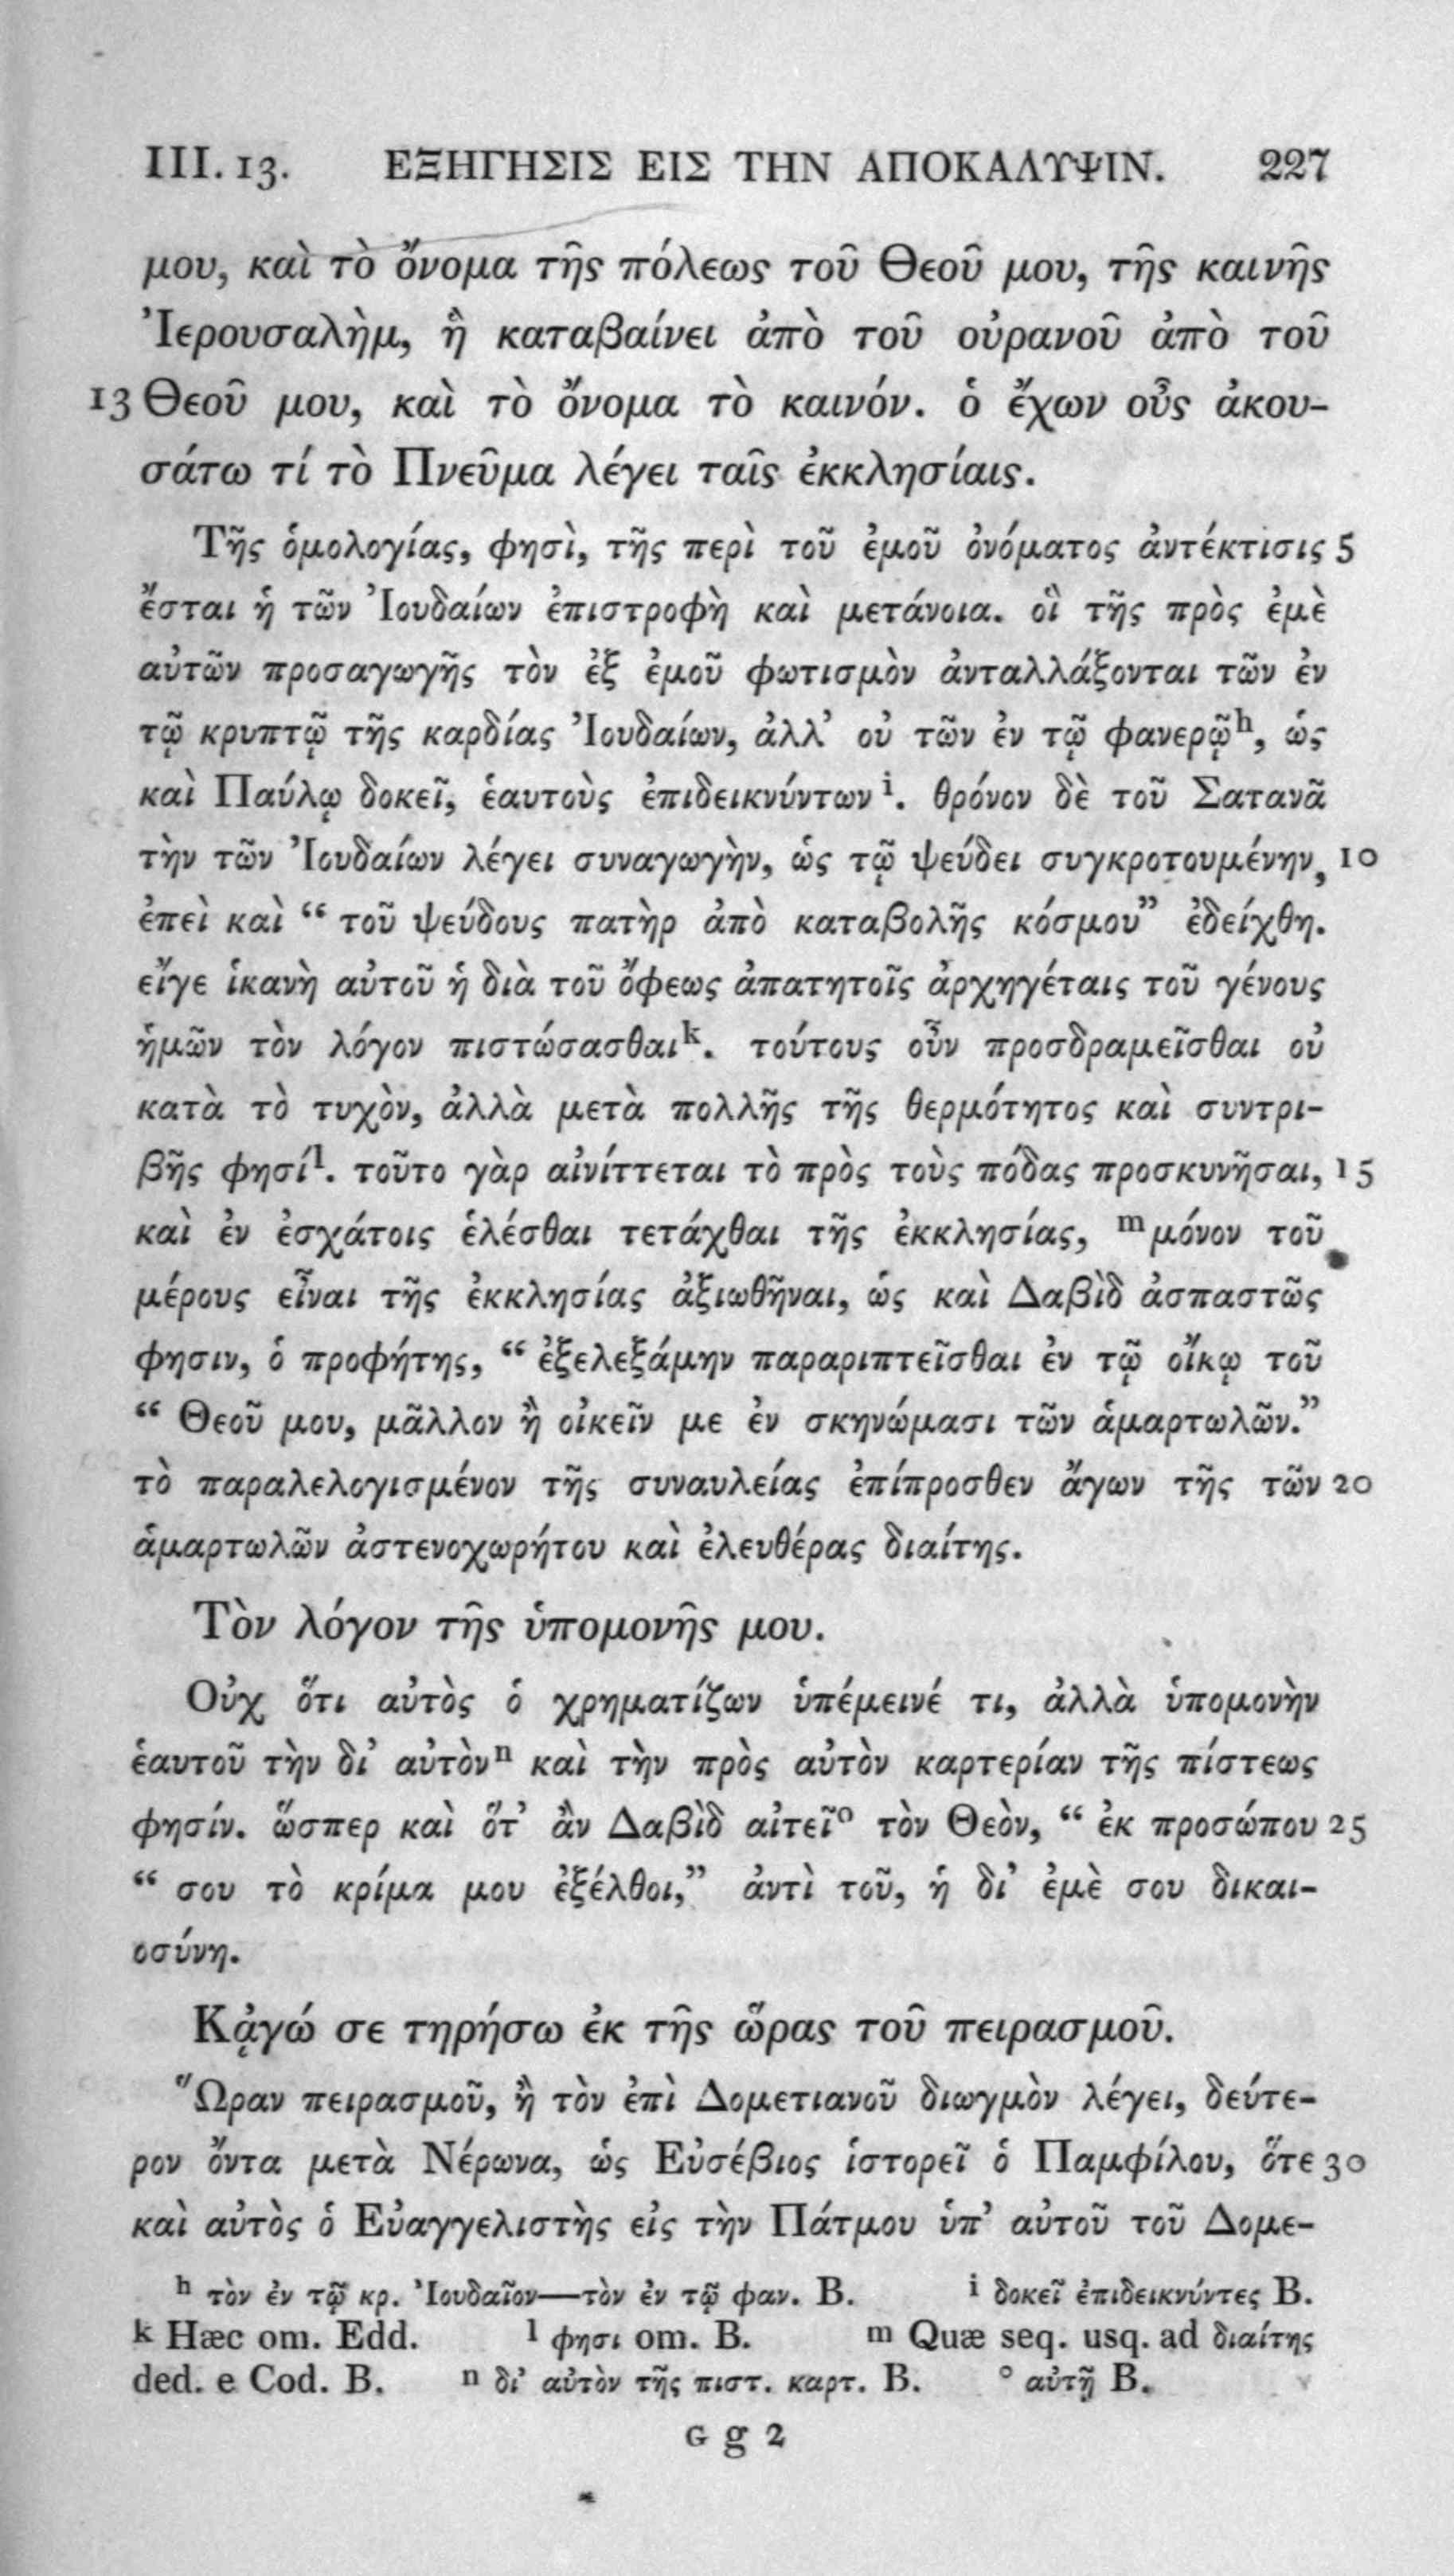 III. 13. ΕΞΗΓΗΣΙΣ ΕΙΣ ΤΗΝ ΑΠΟΚΑΛΥΨΙΝ. 227
μου, καὶ τὸ ὄνομα τῆς πόλεως τοῦ Θεοῦ μου, τῆς καινῆς
Ἱερουσαλὴμ, ἣ καταβαίνει ἀπὸ τοῦ οὐρανοῦ ἀπὸ τοῦ
13 Θεοῦ μου, καὶ τὸ ὄνομα τὸ καινόν. ὁ ἔχων οὖς ἀκου-
σάτω τί τὸ Πνεῦμα λέγει ταῖς ἐκκλησίαις.
Τῆς ὁμολογίας, φησὶ, τῆς περὶ τοῦ ἐμοῦ ὀνόματος ἀντέκτισις 5
ἔσται ἡ τῶν Ἰουδαίων ἐπιστροφὴ καὶ μετάνοια. οἳ τῆς πρὸς ἐμὲ
αὐτῶν προσαγωγῆς τὸν ἐξ ἐμοῦ φωτισμὸν ἀνταλλάξονται τῶν ἐν
τῷ κρυπτῷ τῆς καρδίας Ἰουδαίων, ἀλλ' οὐ τῶν ἐν τῷ φανερῷ h, ὡς
καὶ Παύλῳ δοκεῖ, ἑαυτοὺς ἐπιδεικνύντων i. θρόνον δὲ τοῦ Σατανᾶ
τὴν τῶν Ἰουδαίων λέγει συναγωγὴν, ὡς τῷ ψεύδει συγκροτουμένην, 10
ἐπεὶ καὶ “ τοῦ ψεύδους πατὴρ ἀπὸ καταβολῆς κόσμου” ἐδείχθη.
εἴγε ἱκανὴ αὐτοῦ ἡ διὰ τοῦ ὄφεως ἀπατητοῖς ἀρχηγέταις τοῦ γένους
ἡμῶν τὸν λόγον πιστώσασθαι k. τούτους οὖν προσδραμεῖσθαι οὐ
κατὰ τὸ τυχὸν, ἀλλὰ μετὰ πολλῆς τῆς θερμότητος καὶ συντρι-
βῆς φησί l. τοῦτο γὰρ αἰνίττεται τὸ πρὸς τοὺς πόδας προσκυνῆσαι, 15
καὶ ἐν ἐσχάτοις ἑλέσθαι τετάχθαι τῆς ἐκκλησίας, m μόνον τοῦ
μέρους εἶναι τῆς ἐκκλησίας ἀξιωθῆναι, ὡς καὶ Δαβὶδ ἀσπαστῶς
φησιν, ὁ προφήτης, “ ἐξελεξάμην παραριπτεῖσθαι ἐν τῷ οἴκῳ τοῦ
“ Θεοῦ μου, μᾶλλον ἢ οἰκεῖν με ἐν σκηνώμασι τῶν ἁμαρτωλῶν.”
τὸ παραλελογισμένον τῆς συναυλείας ἐπίπροσθεν ἄγων τῆς τῶν 20
ἁμαρτωλῶν ἀστενοχωρήτου καὶ ἐλευθέρας διαίτης.
Τὸν λόγον τῆς ὑπομονῆς μου.
Οὐχ ὅτι αὐτὸς ὁ χρηματίζων ὑπέμεινέ τι, ἀλλὰ ὑπομονὴν
ἑαυτοῦ τὴν δι' αὐτὸν n καὶ τὴν πρὸς αὐτὸν καρτερίαν τῆς πίστεως
φησίν. ὥσπερ καὶ ὅτ' ἂν Δαβὶδ αἰτεῖ o τὸν Θεὸν, “ ἐκ προσώπου 25
“ σου τὸ κρίμα μου ἐξέλθοι,” ἀντὶ τοῦ, ἡ δι' ἐμὲ σου δικαι-
οσύνη.
Κᾀγώ σε τηρήσω ἐκ τῆς ὥρας τοῦ πειρασμοῦ.
Ὥραν πειρασμοῦ, ἢ τὸν ἐπὶ Δομετιανοῦ διωγμὸν λέγει, δεύτε-
ρον ὄντα μετὰ Νέρωνα, ὡς Εὐσέβιος ἱστορεῖ ὁ Παμφίλου, ὅτε 30
καὶ αὐτὸς ὁ Εὐαγγελιστὴς εἰς τὴν Πάτμου ὑπ' αὐτοῦ τοῦ Δομε-
h τὸν ἐν τῷ κρ. Ἰουδαῖον—τὸν ἐν τῷ φαν. B. i δοκεῖ ἐπιδεικνύντες B.
k Hæc om. Edd. l φησι om. B. m Quæ seq. usq. ad διαίτης
ded. e Cod. B. n δι' αὐτὸν τῆς πιστ. καρτ. B. o αὐτῇ B.
G g 2